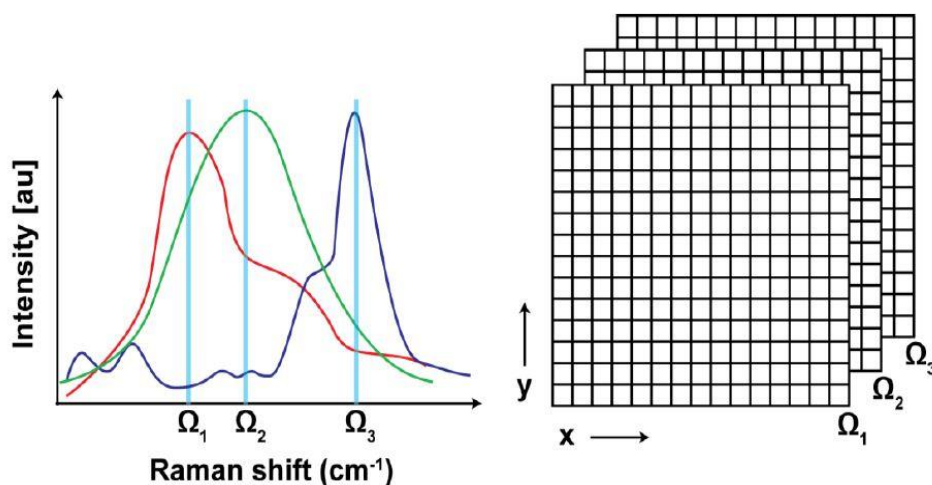 Intensity [au]
Ω₁ Ω₂ Ω₃
Raman shift (cm⁻¹)
y
x
Ω₃
Ω₂
Ω₁